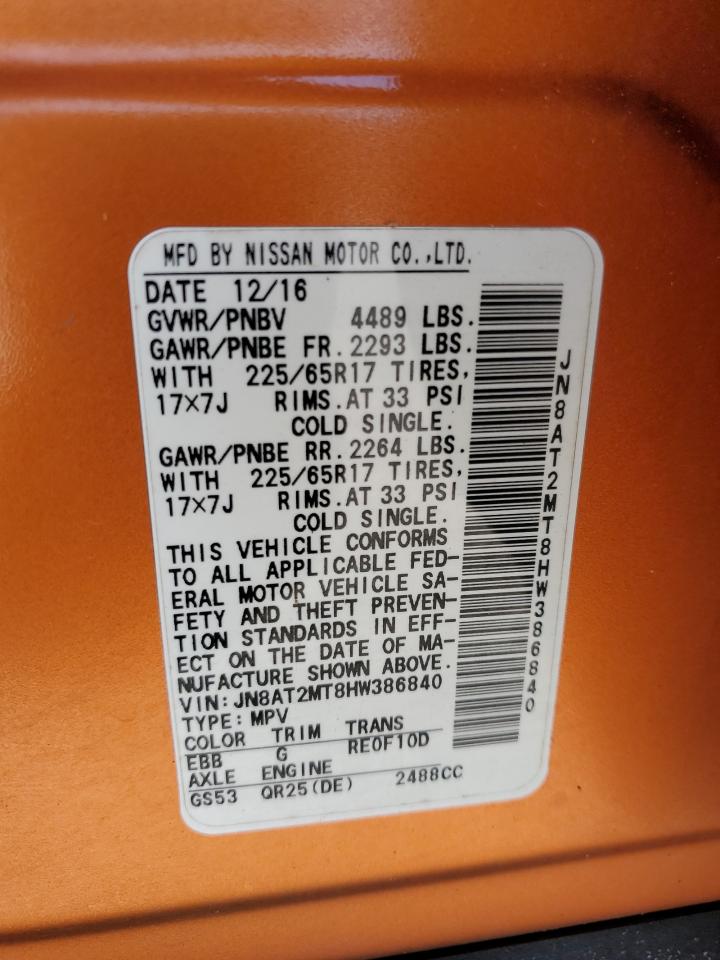 MFD BY NISSAN MOTOR CO.,LTD.
DATE 12/16
GVWR/PNBV 4489 LBS.
GAWR/PNBE FR. 2293 LBS.
WITH 225/65R17 TIRES,
17×7J RIMS.AT 33 PSI
COLD SINGLE.
GAWR/PNBE RR. 2264 LBS.
WITH 225/65R17 TIRES,
17×7J RIMS.AT 33 PSI
COLD SINGLE.
THIS VEHICLE CONFORMS
TO ALL APPLICABLE FED-
ERAL MOTOR VEHICLE SA-
FETY AND THEFT PREVEN-
TION STANDARDS IN EFF-
ECT ON THE DATE OF MA-
NUFACTURE SHOWN ABOVE.
VIN:JN8AT2MT8HW386840
TYPE:MPV
COLOR TRIM TRANS
EBB G RE0F10D
AXLE ENGINE
GS53 QR25(DE) 2488CC
JN8AT2MT8HW386840